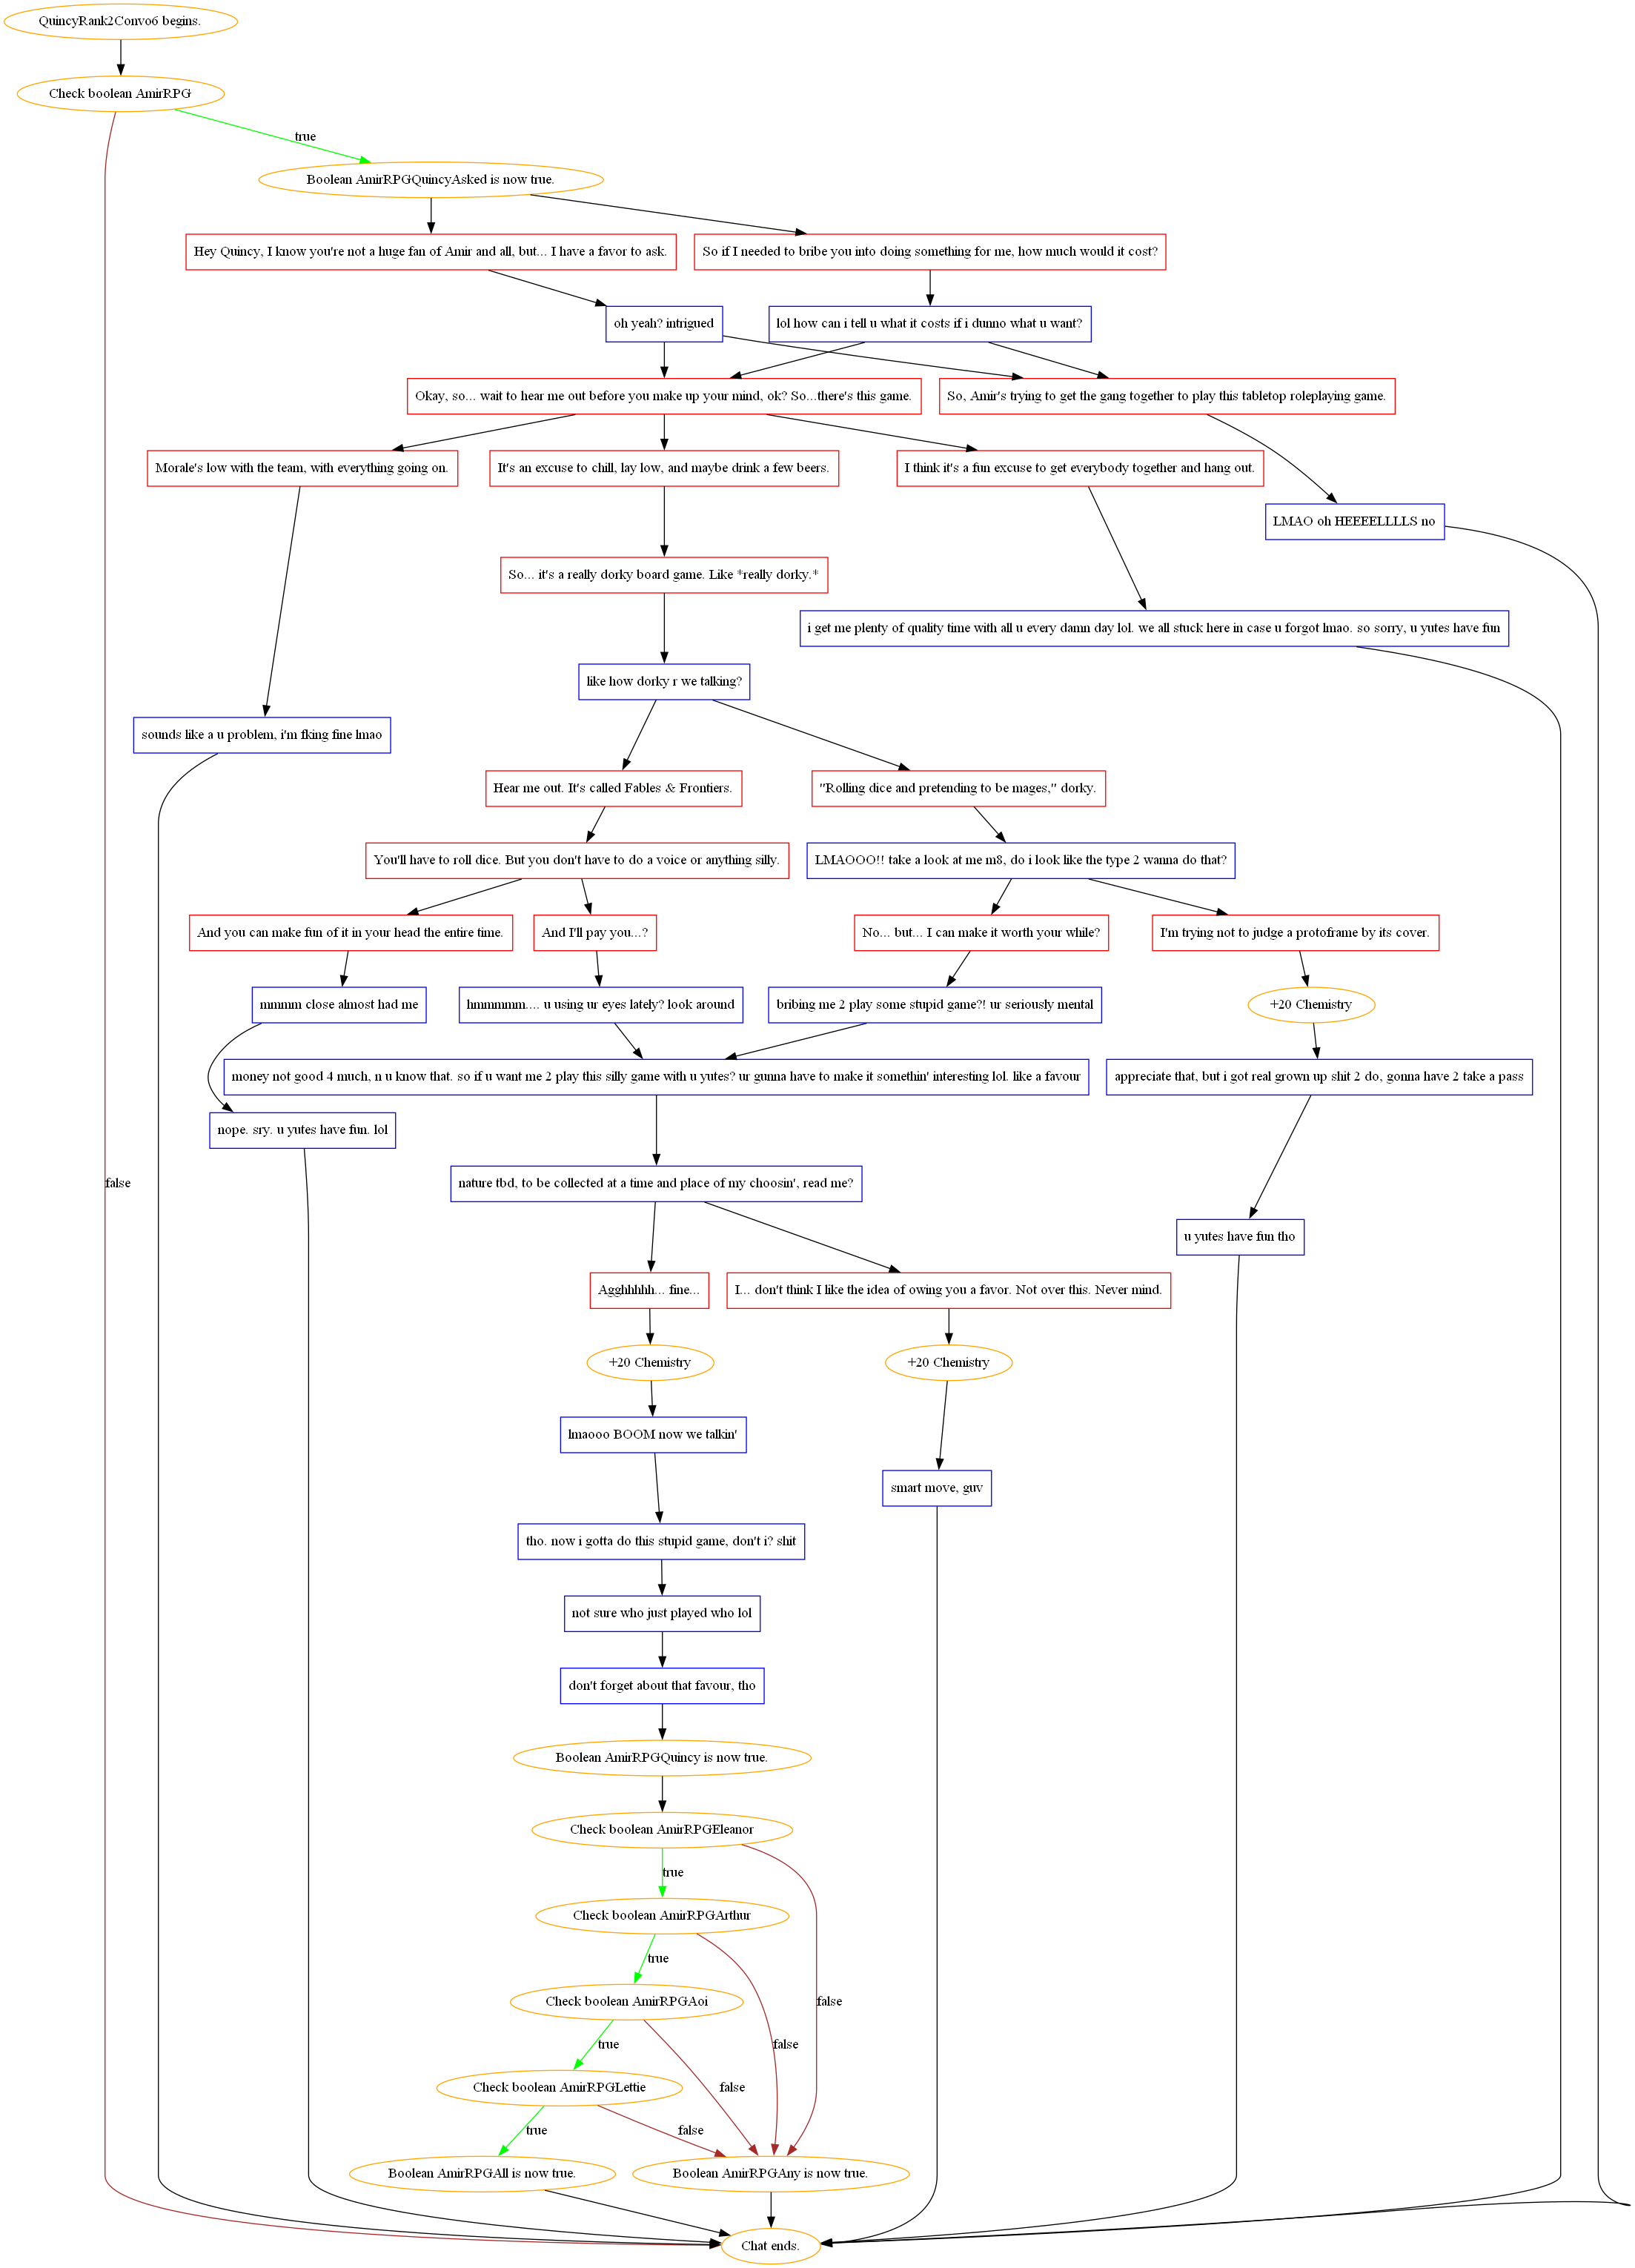 QuincyRank2Convo6 begins.
Check boolean AmirRPG
true
Boolean AmirRPGQuincyAsked is now true.
Hey Quincy, I know you're not a huge fan of Amir and all, but... I have a favor to ask.
So if I needed to bribe you into doing something for me, how much would it cost?
oh yeah? intrigued
lol how can i tell u what it costs if i dunno what u want?
Okay, so... wait to hear me out before you make up your mind, ok? So...there's this game.
So, Amir's trying to get the gang together to play this tabletop roleplaying game.
Morale's low with the team, with everything going on.
It's an excuse to chill, lay low, and maybe drink a few beers.
I think it's a fun excuse to get everybody together and hang out.
LMAO oh HEEEELLLLS no
So... it's a really dorky board game. Like *really dorky.*
i get me plenty of quality time with all u every damn day lol. we all stuck here in case u forgot lmao. so sorry, u yutes have fun
like how dorky r we talking?
sounds like a u problem, i'm fking fine lmao
Hear me out. It's called Fables & Frontiers.
"Rolling dice and pretending to be mages," dorky.
You'll have to roll dice. But you don't have to do a voice or anything silly.
LMAOOO!! take a look at me m8, do i look like the type 2 wanna do that?
And you can make fun of it in your head the entire time.
And I'll pay you...?
No... but... I can make it worth your while?
I'm trying not to judge a protoframe by its cover.
mmmm close almost had me
hmmmmm.... u using ur eyes lately? look around
bribing me 2 play some stupid game?! ur seriously mental
+20 Chemistry
money not good 4 much, n u know that. so if u want me 2 play this silly game with u yutes? ur gunna have to make it somethin' interesting lol. like a favour
appreciate that, but i got real grown up shit 2 do, gonna have 2 take a pass
nope. sry. u yutes have fun. lol
false
nature tbd, to be collected at a time and place of my choosin', read me?
u yutes have fun tho
Agghhhhh... fine...
I... don't think I like the idea of owing you a favor. Not over this. Never mind.
+20 Chemistry
+20 Chemistry
lmaooo BOOM now we talkin'
smart move, guv
tho. now i gotta do this stupid game, don't i? shit
not sure who just played who lol
don't forget about that favour, tho
Boolean AmirRPGQuincy is now true.
Check boolean AmirRPGEleanor
true
Check boolean AmirRPGArthur
true
Check boolean AmirRPGAoi
false
true
false
Check boolean AmirRPGLettie
false
true
false
Boolean AmirRPGAll is now true.
Boolean AmirRPGAny is now true.
Chat ends.